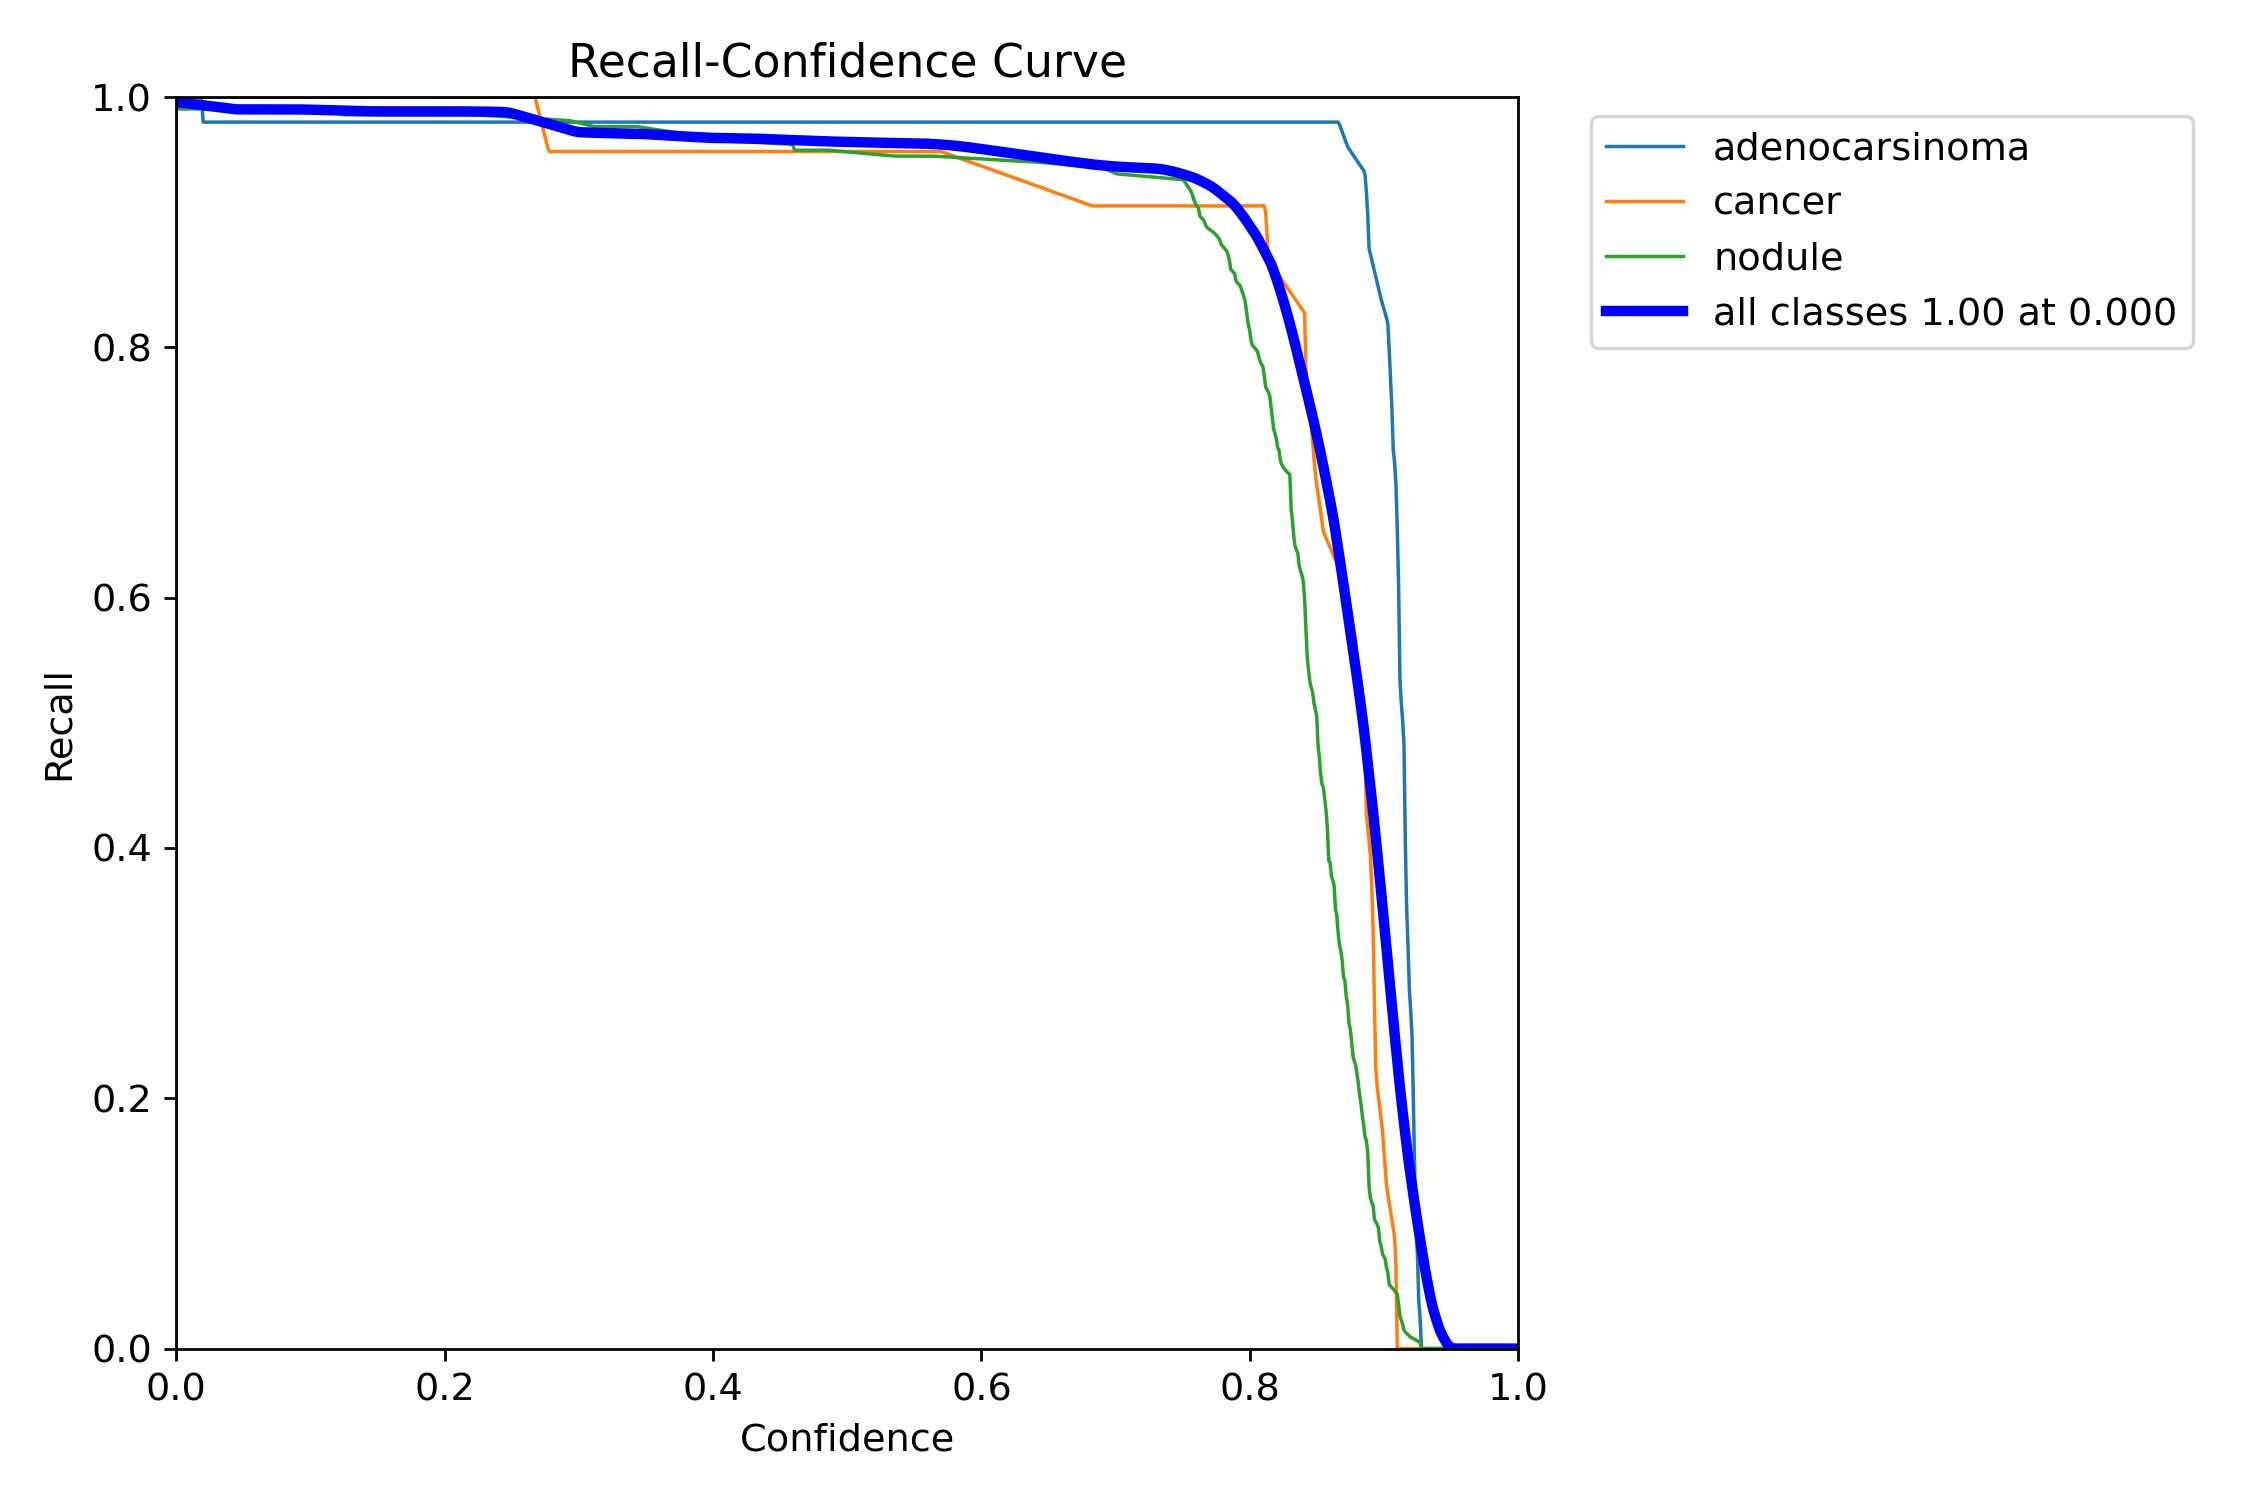 Recall-Confidence Curve
1.0
0.8
0.6
0.4
0.2
0.0
Recall
0.0 0.2 0.4 0.6 0.8 1.0
Confidence
adenocarsinoma
cancer
nodule
all classes 1.00 at 0.000